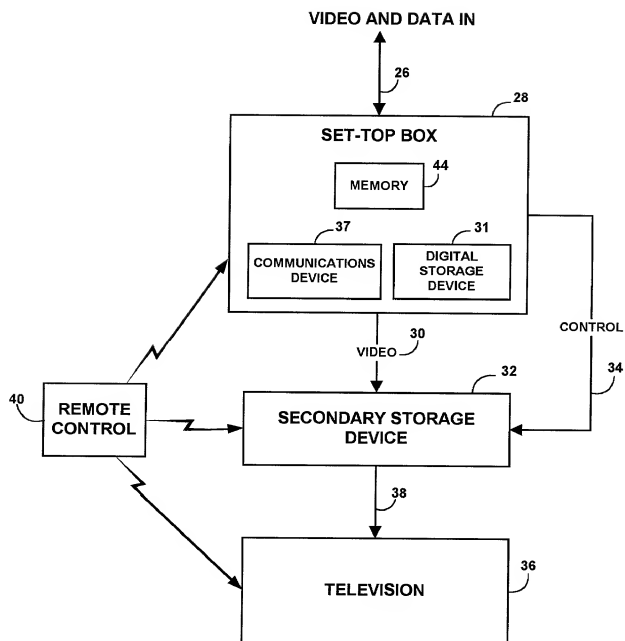 VIDEO AND DATA IN
26
28
SET-TOP BOX
44
MEMORY
37
COMMUNICATIONS
DEVICE
31
DIGITAL
STORAGE
DEVICE
CONTROL
34
VIDEO
30
32
SECONDARY STORAGE
DEVICE
40
REMOTE
CONTROL
38
TELEVISION
36